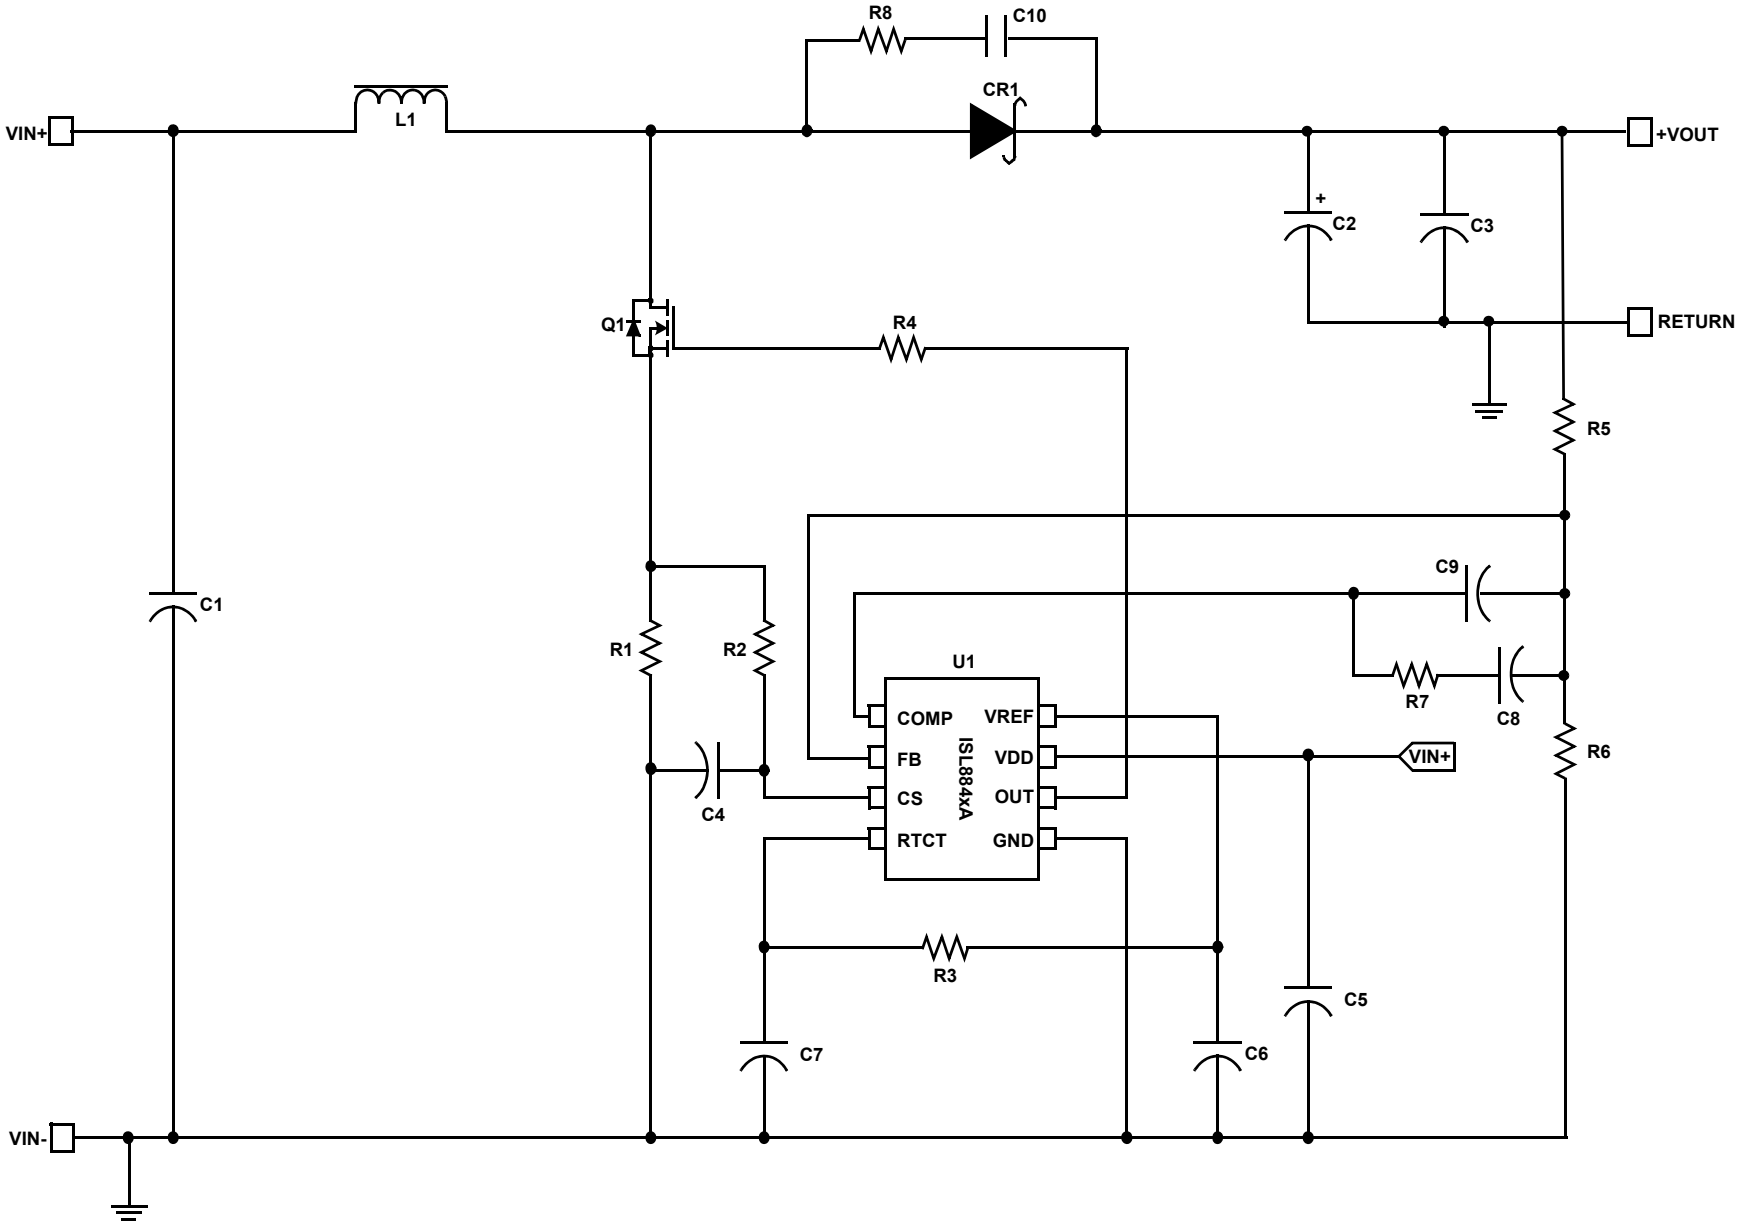 R8
C10
CR1
L1
VIN+
+VOUT
+
C2
C3
Q1
R4
RETURN
R5
C9
C1
R1
R2
U1
R7
C8
COMP
VREF
FB
VDD
VIN+
R6
CS
OUT
C4
RTCT
GND
ISL884xA
R3
C5
C7
C6
VIN-